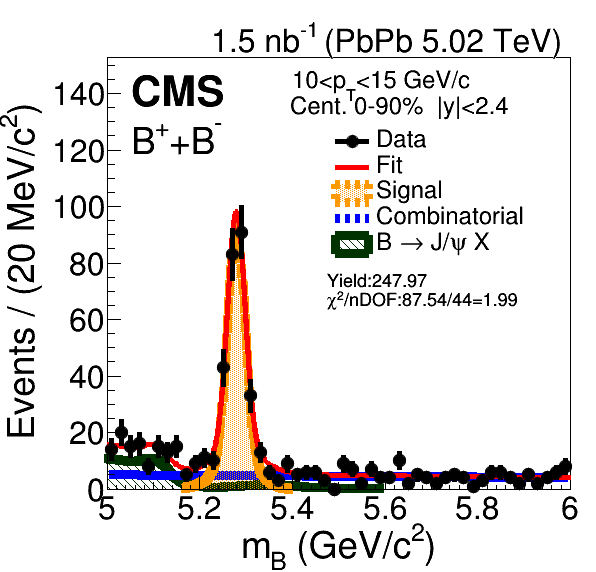 1.5 nb-1 (PbPb 5.02 TeV)
CMS
B++B-
10<pT<15 GeV/c
Cent. 0-90% |y|<2.4
Data
Fit
Signal
Combinatorial
B → J/ψ X
Yield:247.97
χ2/nDOF:87.54/44=1.99
Events / (20 MeV/c2)
140
120
100
80
60
40
20
0
5 5.2 5.4 5.6 5.8 6
mB (GeV/c2)